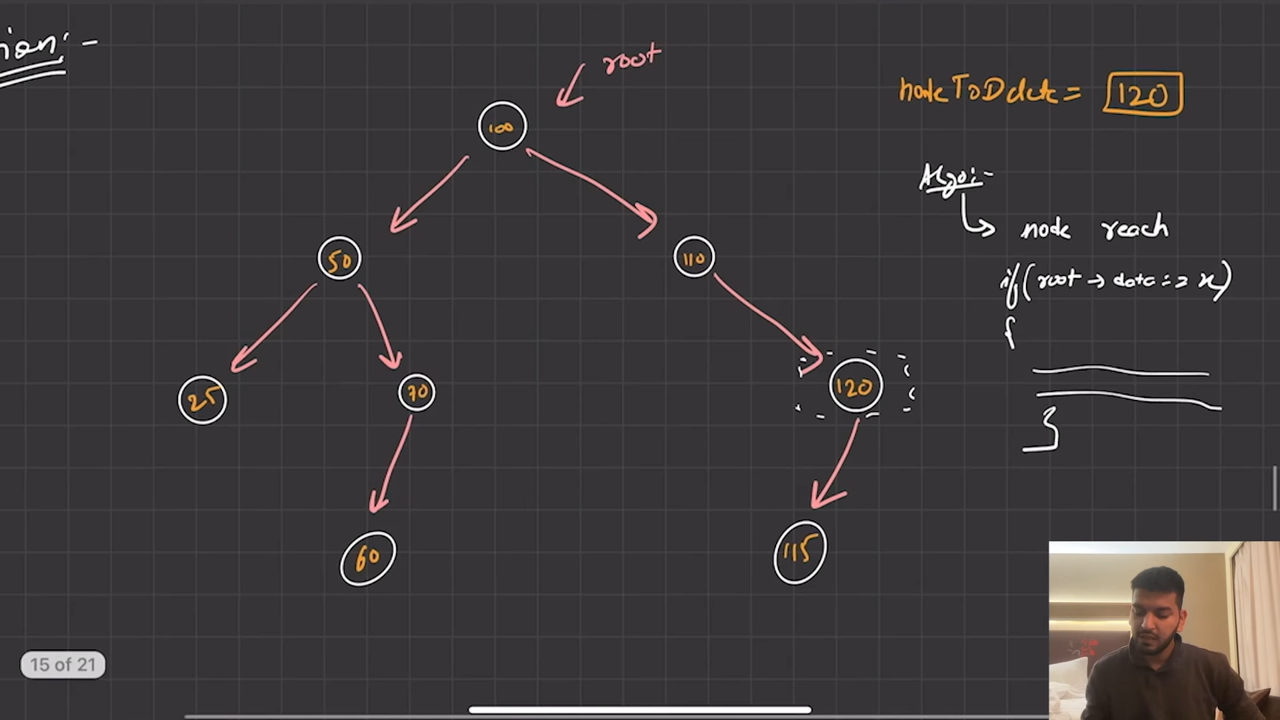 ion:-
root
nodeToDelete = 120
100
Algo:-
node reach
50
110
if(root → data == x)
{
25
70
120
}
60
115
15 of 21